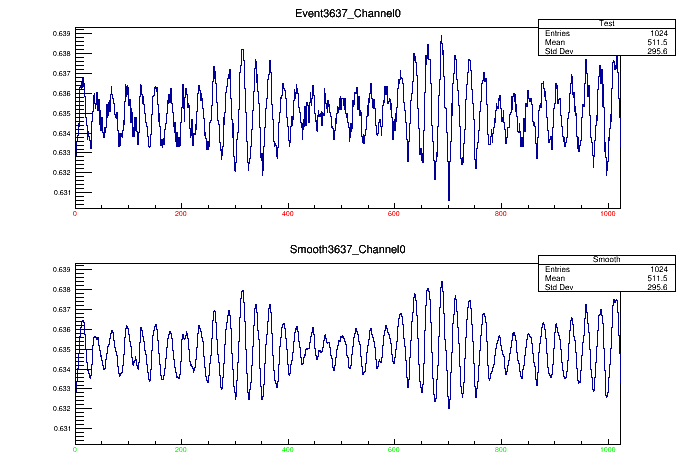 Event3637_Channel0
Test
Entries 1024
Mean 511.5
Std Dev 295.6
0.639
0.638
0.637
0.636
0.635
0.634
0.633
0.632
0.631
0 200 400 600 800 1000
Smooth3637_Channel0
Smooth
Entries 1024
Mean 511.5
Std Dev 295.6
0.639
0.638
0.637
0.636
0.635
0.634
0.633
0.632
0.631
0 200 400 600 800 1000